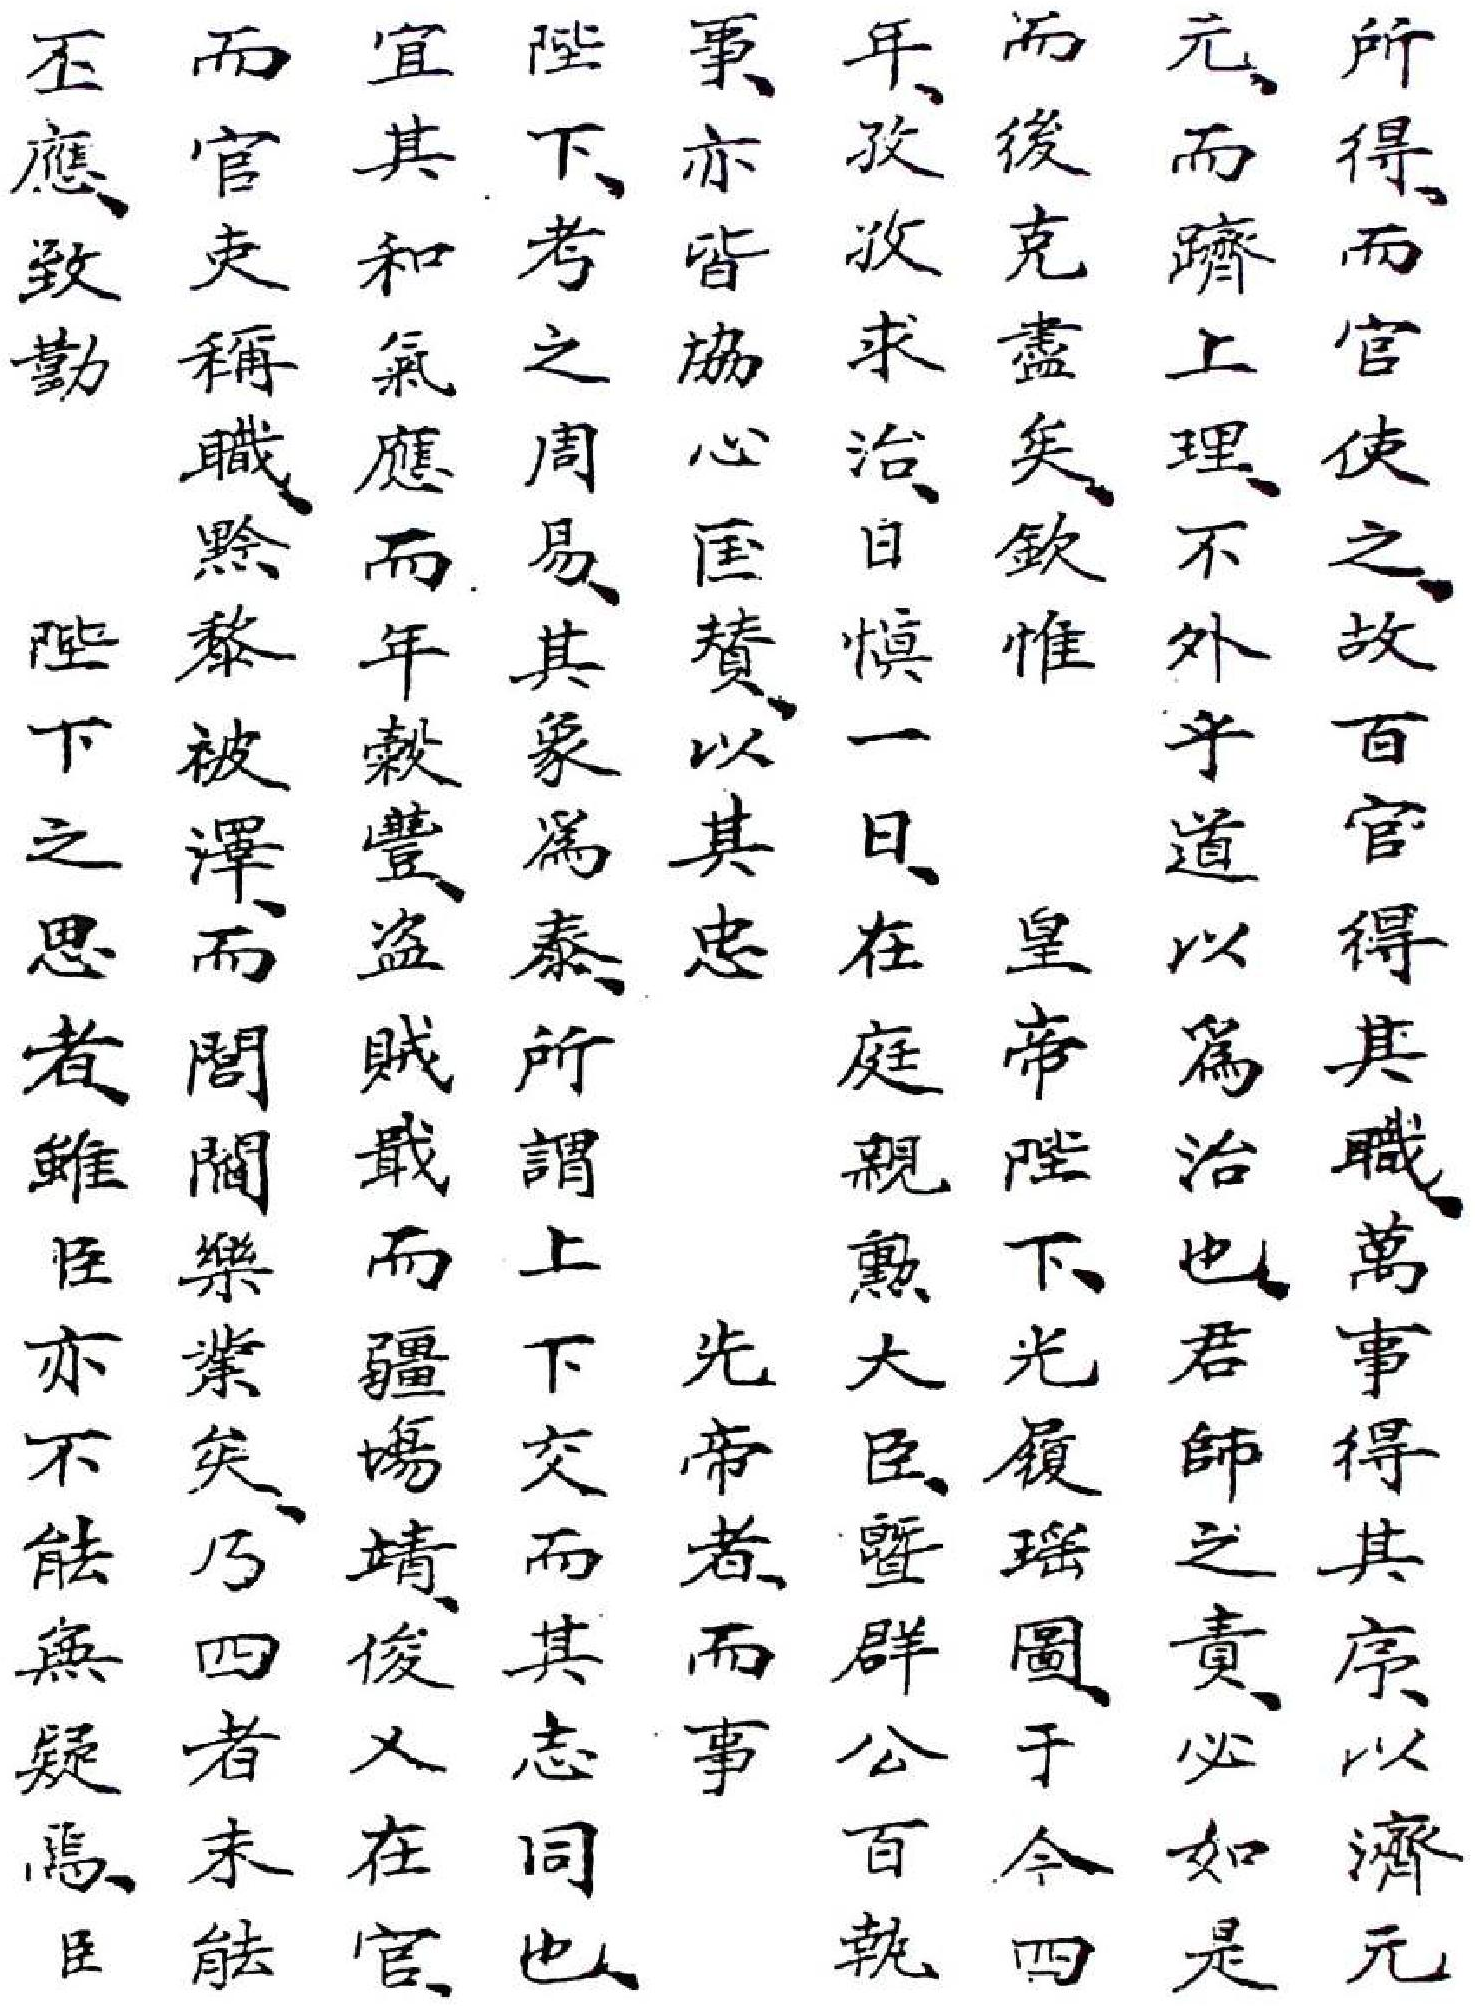 所得、而官使之、故百官得其職、萬事得其序、以濟元
元、而躋上理、不外乎道以爲治也、君師之責、必如是
而後克盡矣、欽惟皇帝陛下、光履瑶圖、于今四
年、孜孜求治、日愼一日、在庭親勲大臣、曁群公百執
事、亦皆協心匡賛、以其忠先帝者、而事
陛下、考之周易、其象爲泰、所謂上下交而其志同也、
宜其和氣應而年穀豐、盗賊戢而疆塲靖、俊乂在官、
而官吏稱職、黔黎被澤、而閭閻樂業矣、乃四者未能
丕應、致勤陛下之思者、雖臣亦不能無疑焉、臣